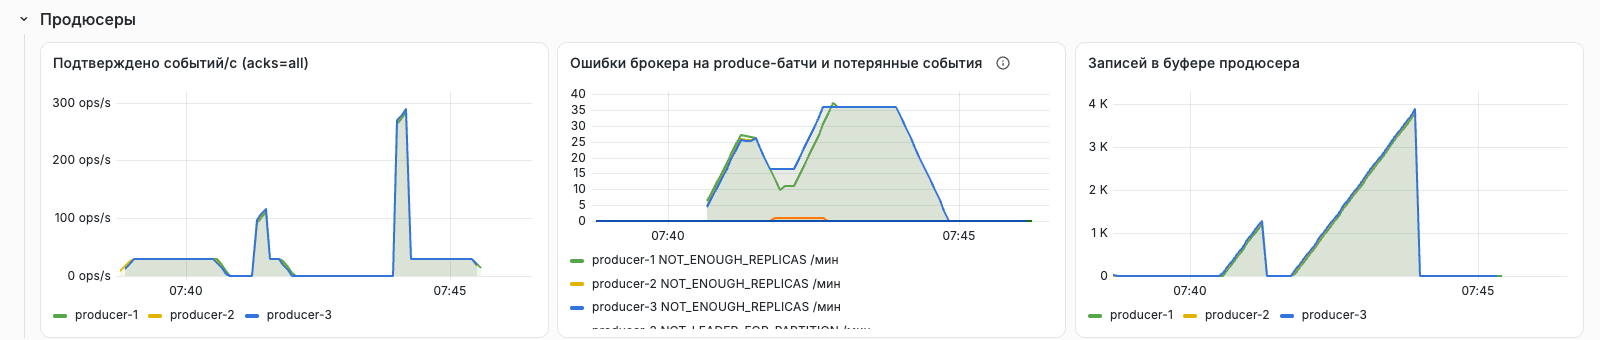 Продюсеры
Подтверждено событий/с (acks=all)
300 ops/s
200 ops/s
100 ops/s
0 ops/s
07:40 07:45
producer-1 producer-2 producer-3
Ошибки брокера на produce-батчи и потерянные события
40
35
30
25
20
15
10
5
0
07:40 07:45
producer-1 NOT_ENOUGH_REPLICAS /мин
producer-2 NOT_ENOUGH_REPLICAS /мин
producer-3 NOT_ENOUGH_REPLICAS /мин
NOT_LEADER_FOR_PARTITION /мин
Записей в буфере продюсера
4 K
3 K
2 K
1 K
0
07:40 07:45
producer-1 producer-2 producer-3